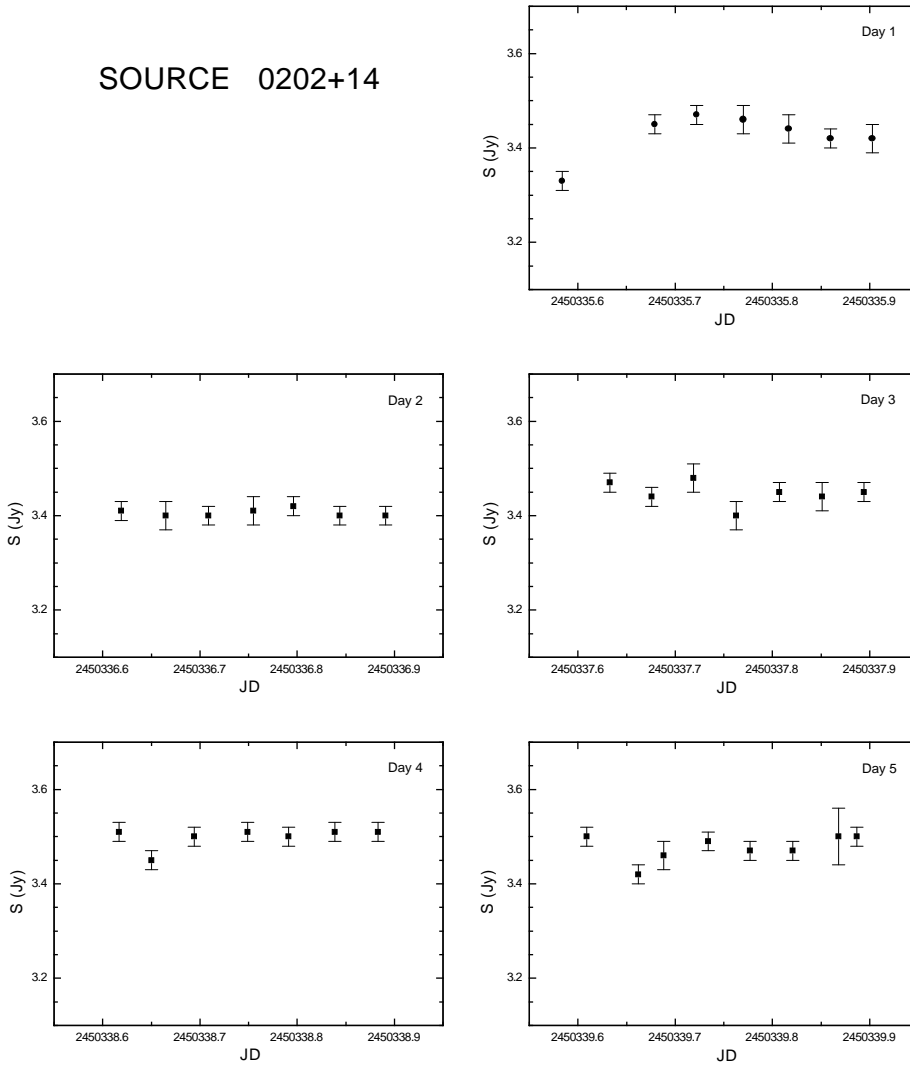 SOURCE 0202+14
Day 1
3.6
3.4
3.2
S (Jy)
2450335.6 2450335.7 2450335.8 2450335.9
JD
Day 2
3.6
3.4
3.2
S (Jy)
2450336.6 2450336.7 2450336.8 2450336.9
JD
Day 3
3.6
3.4
3.2
S (Jy)
2450337.6 2450337.7 2450337.8 2450337.9
JD
Day 4
3.6
3.4
3.2
S (Jy)
2450338.6 2450338.7 2450338.8 2450338.9
JD
Day 5
3.6
3.4
3.2
S (Jy)
2450339.6 2450339.7 2450339.8 2450339.9
JD